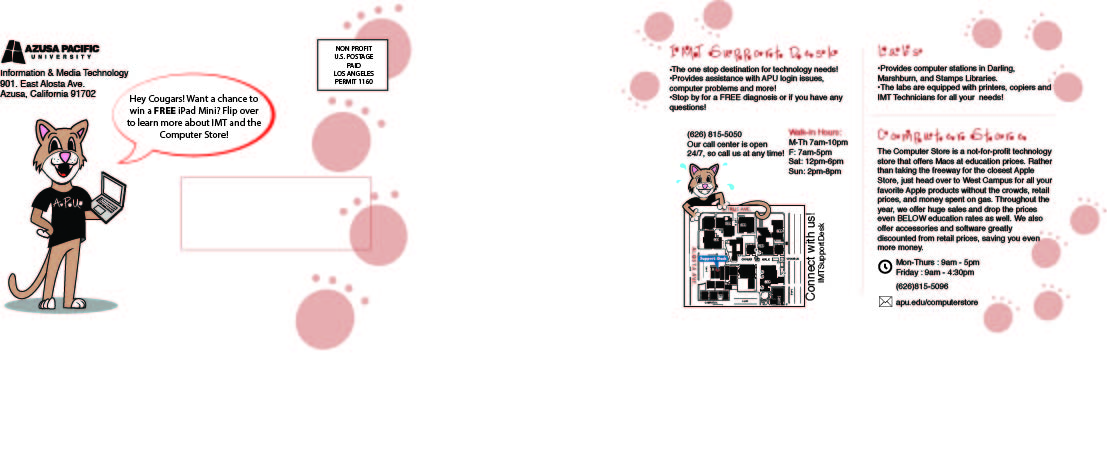 AZUSA PACIFIC
UNIVERSITY
Information & Media Technology
901. East Alosta Ave.
Azusa, California 91702
NON PROFIT
U.S. POSTAGE
PAID
LOS ANGELES
PERMIT 1160
Hey Cougars! Want a chance to
win a FREE iPad Mini? Flip over
to learn more about IMT and the
Computer Store!
A•P•U•
IMT Support Desk
•The one stop destination for technology needs!
•Provides assistance with APU login issues,
computer problems and more!
•Stop by for a FREE diagnosis or if you have any
questions!
(626) 815-5050
Our call center is open
24/7, so call us at any time!
Walk-in Hours:
M-Th 7am-10pm
F: 7am-5pm
Sat: 12pm-6pm
Sun: 2pm-8pm
Support Desk
Connect with us!
IMTSupportDesk
Labs
•Provides computer stations in Darling,
Marshburn, and Stamps Libraries.
•The labs are equipped with printers, copiers and
IMT Technicians for all your  needs!
Computer Store
The Computer Store is a not-for-profit technology
store that offers Macs at education prices. Rather
than taking the freeway for the closest Apple
Store, just head over to West Campus for all your
favorite Apple products without the crowds, retail
prices, and money spent on gas. Throughout the
year, we offer huge sales and drop the prices
even BELOW education rates as well. We also
offer accessories and software greatly
discounted from retail prices, saving you even
more money.
Mon-Thurs : 9am - 5pm
Friday : 9am - 4:30pm
(626)815-5096
apu.edu/computerstore